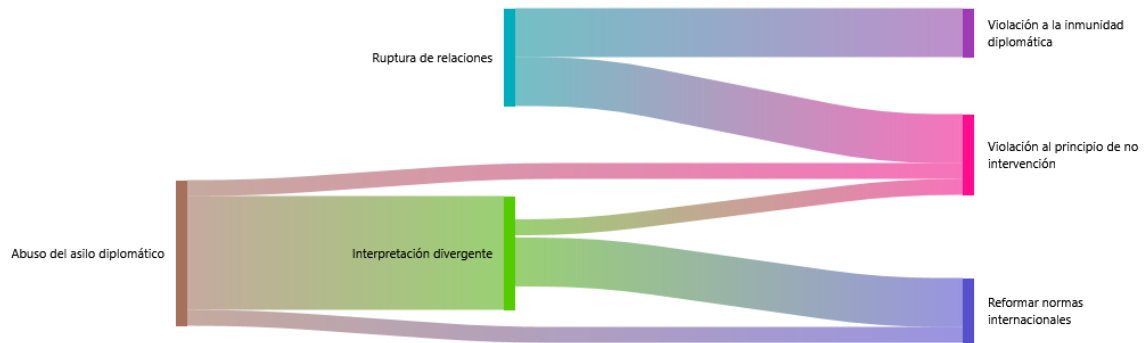 Violación a la inmunidad
diplomática
Ruptura de relaciones
Violación al principio de no
intervención
Abuso del asilo diplomático
Interpretación divergente
Reformar normas
internacionales